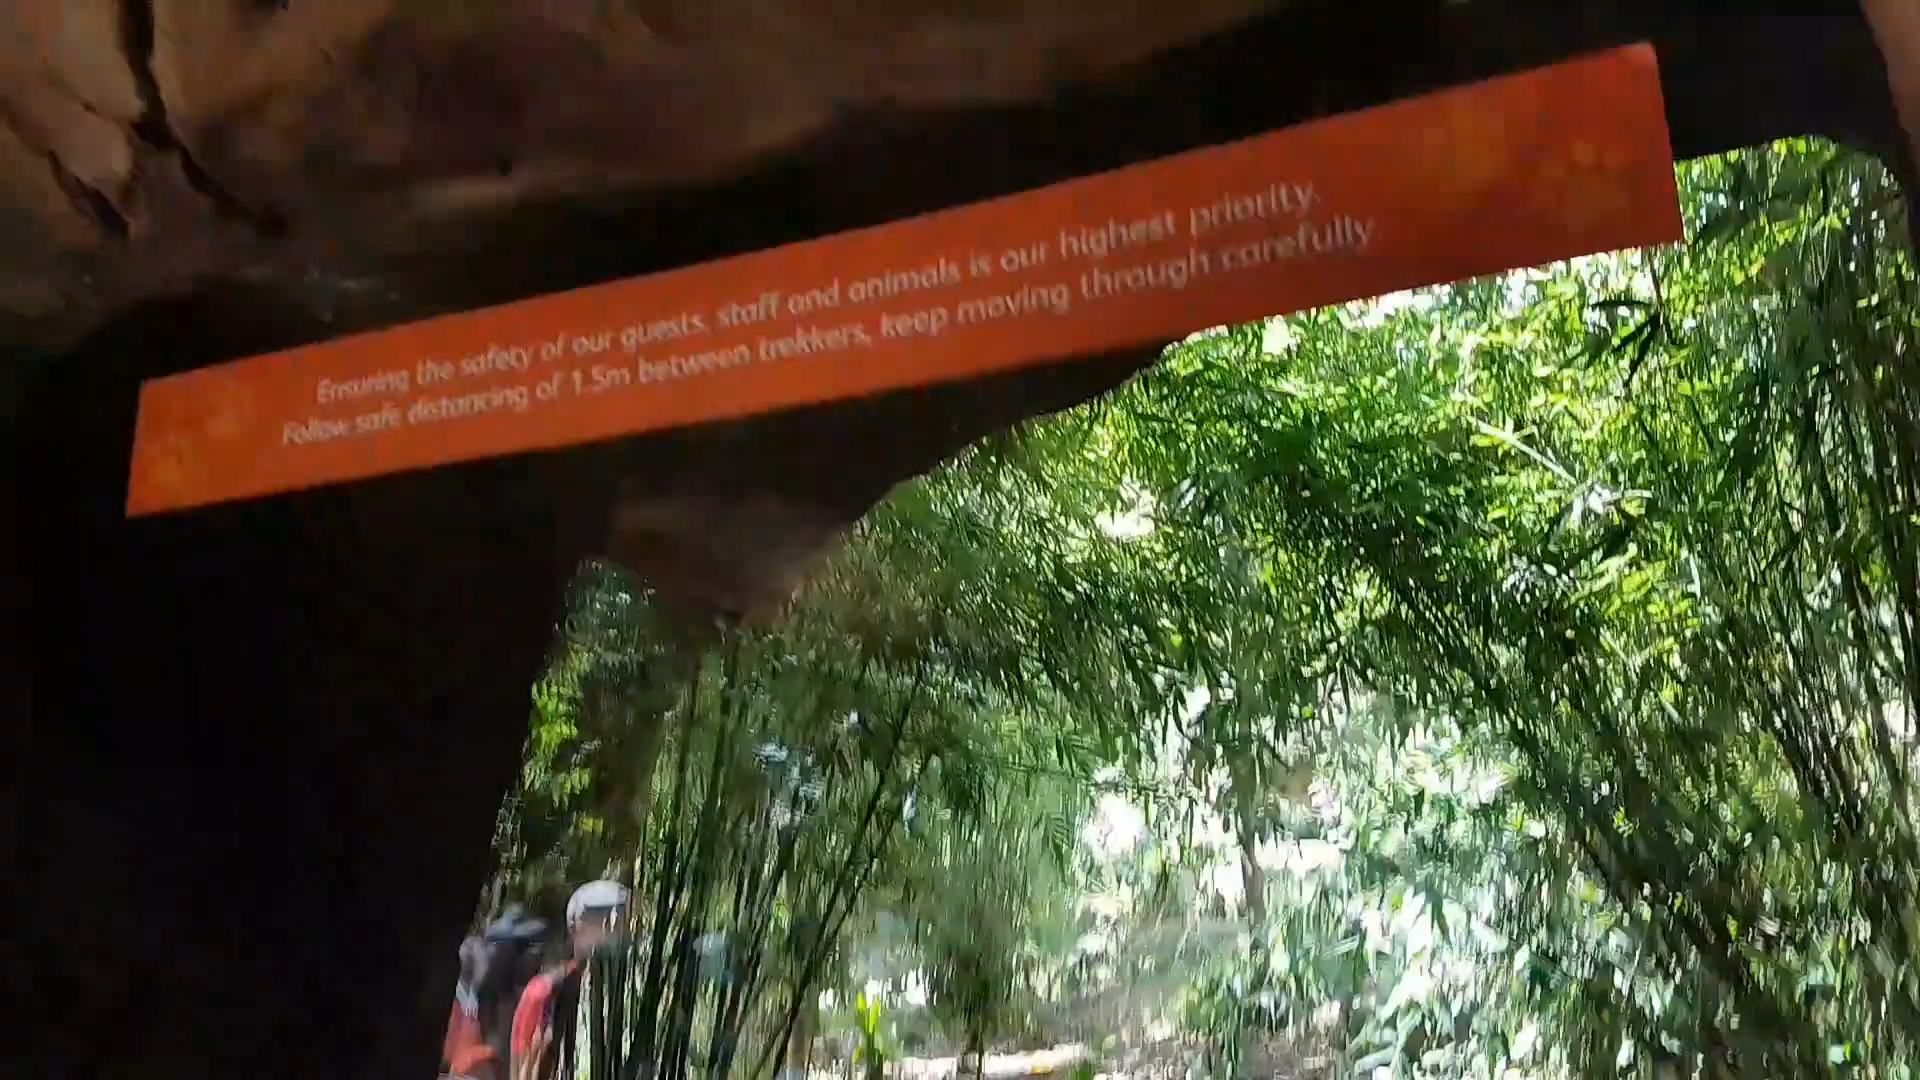 Ensuring the safety of our guests, staff and animals is our highest priority.
Follow safe distancing of 1.5m between trekkers, keep moving through carefully